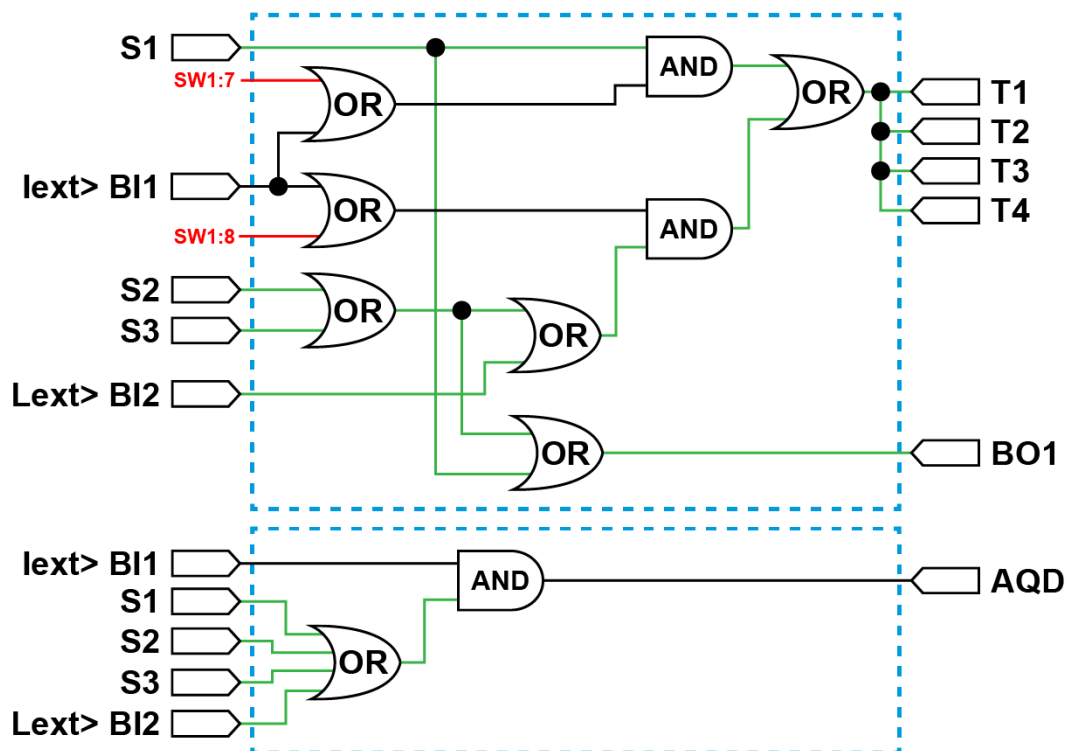 S1
SW1:7
OR
AND
OR
T1
T2
T3
T4
Iext> BI1
OR
AND
SW1:8
S2
S3
OR
OR
Lext> BI2
OR
BO1
Iext> BI1
AND
AQD
S1
S2
OR
S3
Lext> BI2